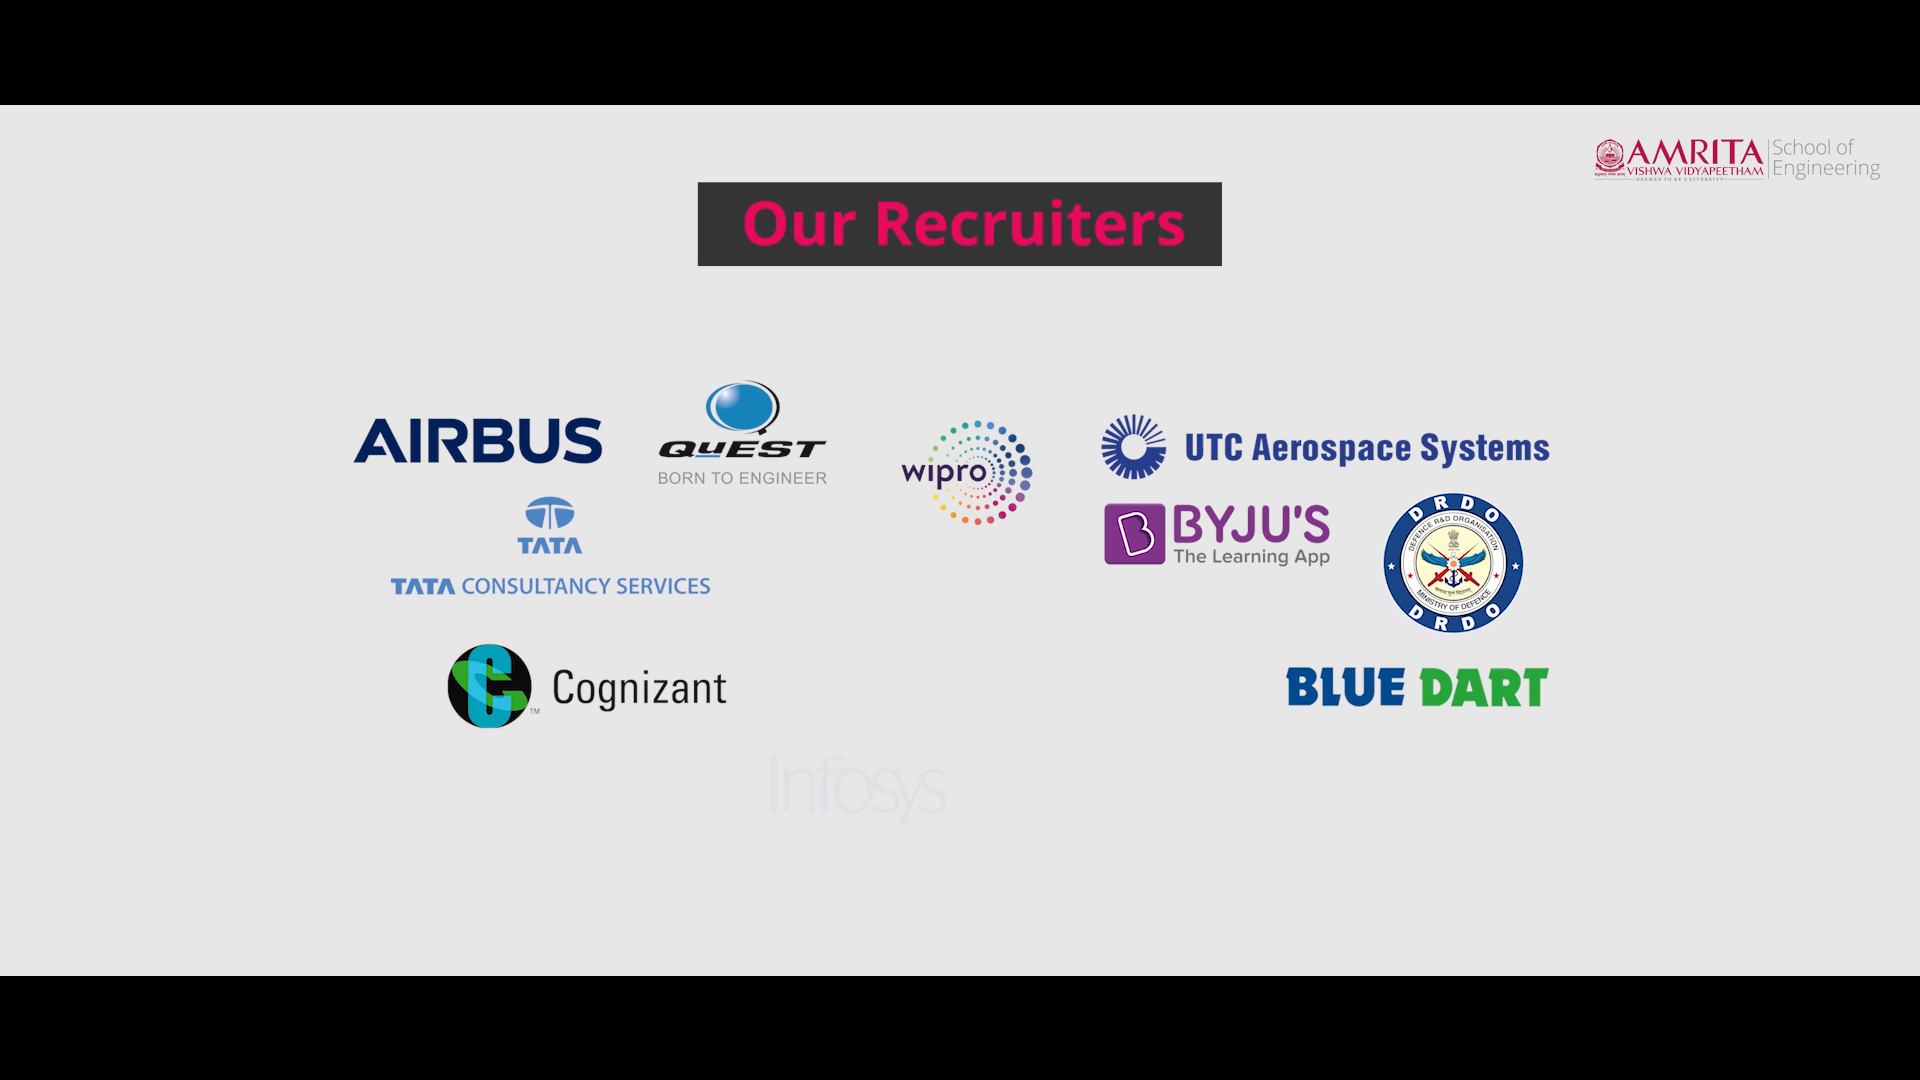 AMRITA
VISHWA VIDYAPEETHAM
School of
Engineering
Our Recruiters
AIRBUS
QuEST
BORN TO ENGINEER
wipro
UTC Aerospace Systems
TATA
TATA CONSULTANCY SERVICES
BYJU'S
The Learning App
DRDO
DEFENCE R&D ORGANISATION
MINISTRY OF DEFENCE
DRDO
Cognizant
TM
BLUE DART
Infosys